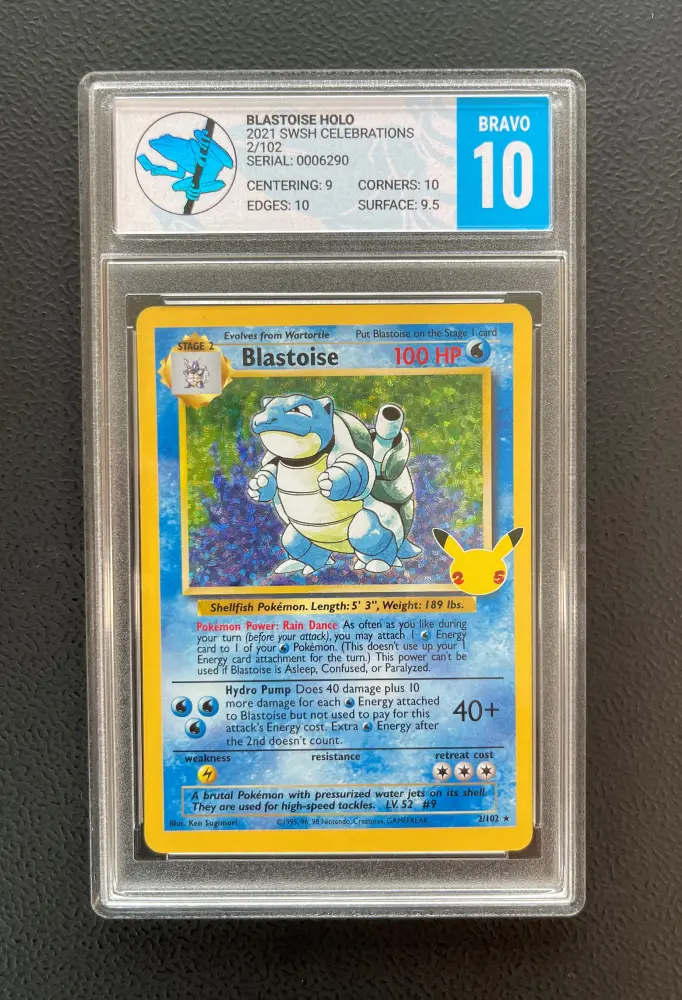 BLASTOISE HOLO
2021 SWSH CELEBRATIONS
2/102
SERIAL: 0006290
CENTERING: 9 CORNERS: 10
EDGES: 10 SURFACE: 9.5
BRAVO
10
Evolves from Wartortle Put Blastoise on the Stage 1 card
STAGE 2
Blastoise 100 HP
25
Shellfish Pokémon. Length: 5' 3", Weight: 189 lbs.
Pokémon Power: Rain Dance As often as you like during
your turn (before your attack), you may attach 1 Energy
card to 1 of your Pokémon. (This doesn't use up your 1
Energy card attachment for the turn.) This power can't be
used if Blastoise is Asleep, Confused, or Paralyzed.
Hydro Pump Does 40 damage plus 10
more damage for each Energy attached
to Blastoise but not used to pay for this
attack's Energy cost. Extra Energy after
the 2nd doesn't count.
40+
weakness resistance retreat cost
A brutal Pokémon with pressurized water jets on its shell.
They are used for high-speed tackles. LV. 52 #9
Illus. Ken Sugimori ©1995, 96, 98 Nintendo, Creatures, GAMEFREAK 2/102 ★